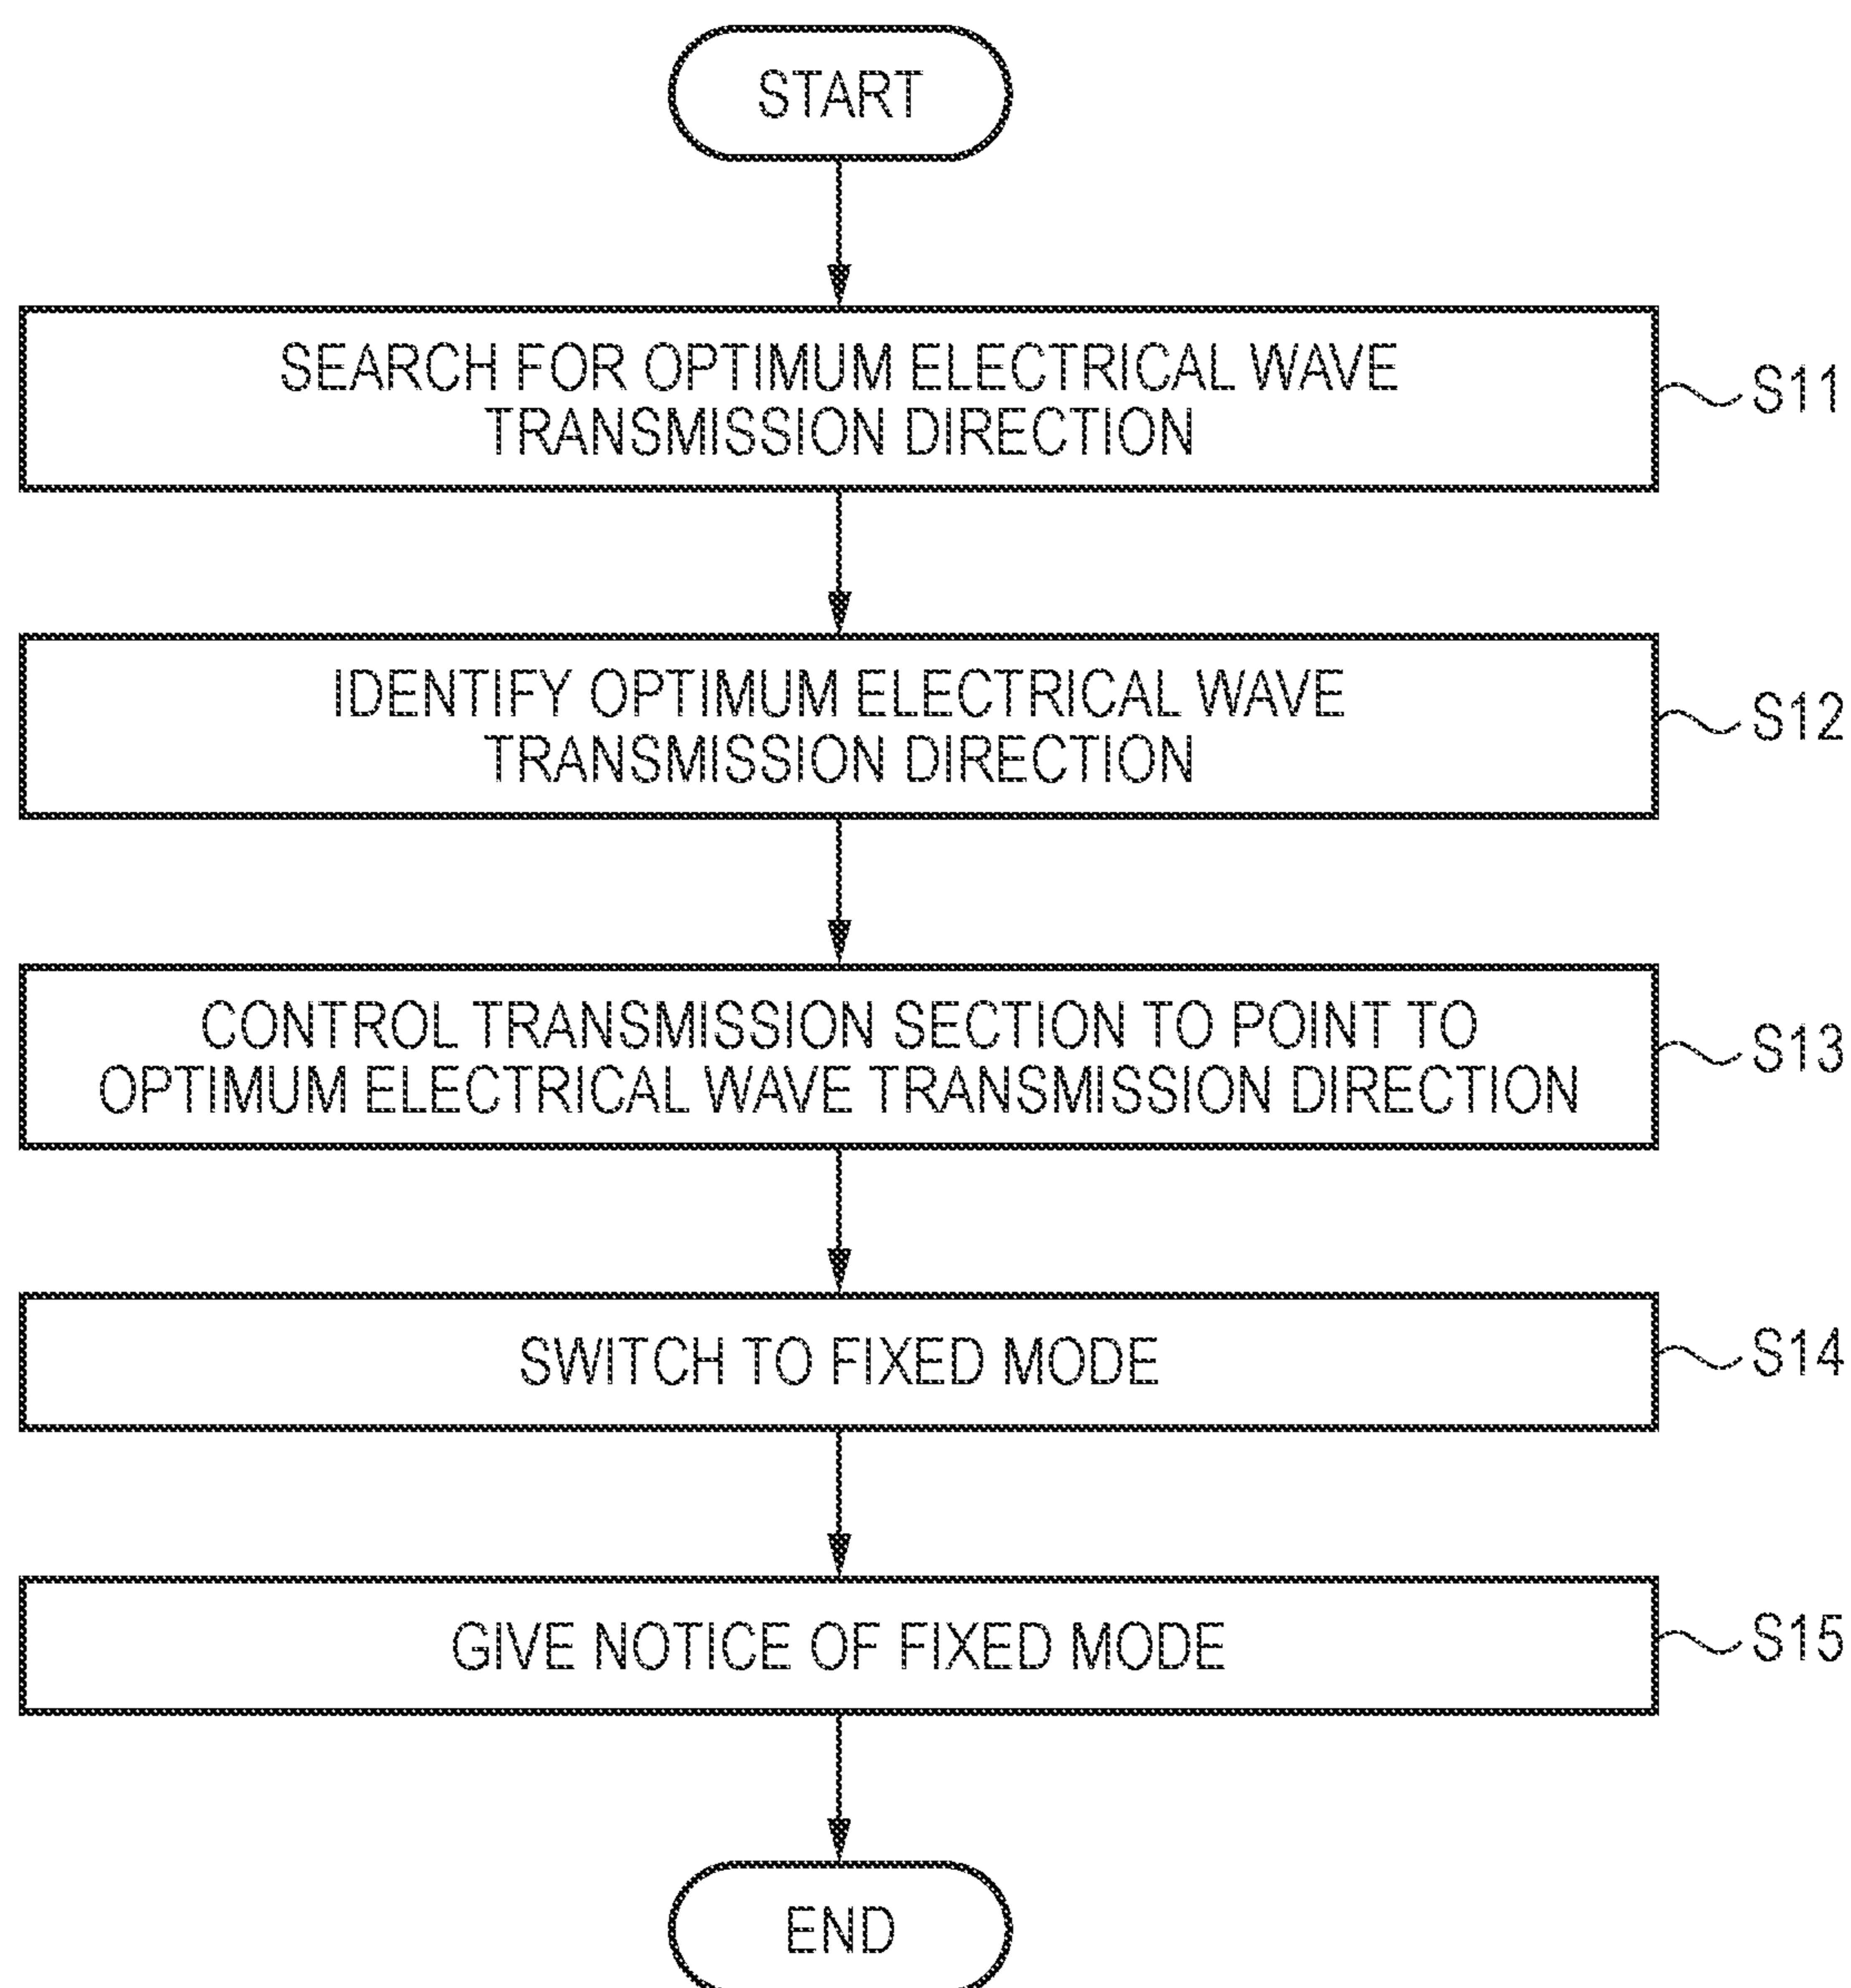 START
SEARCH FOR OPTIMUM ELECTRICAL WAVE
TRANSMISSION DIRECTION
S11
IDENTIFY OPTIMUM ELECTRICAL WAVE
TRANSMISSION DIRECTION
S12
CONTROL TRANSMISSION SECTION TO POINT TO
OPTIMUM ELECTRICAL WAVE TRANSMISSION DIRECTION
S13
SWITCH TO FIXED MODE
S14
GIVE NOTICE OF FIXED MODE
S15
END